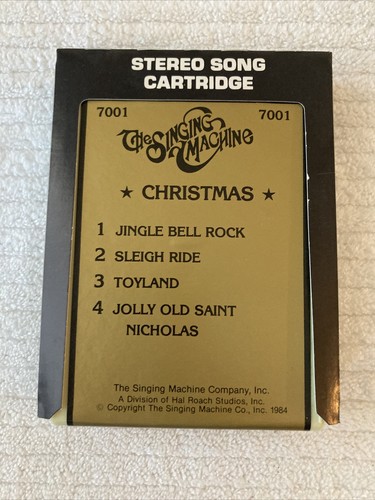 STEREO SONG
CARTRIDGE
7001 7001
The SINGING
MACHINE
★ CHRISTMAS ★
1 JINGLE BELL ROCK
2 SLEIGH RIDE
3 TOYLAND
4 JOLLY OLD SAINT
NICHOLAS
The Singing Machine Company, Inc.
A Division of Hal Roach Studios, Inc.
© Copyright The Singing Machine Co., Inc. 1984